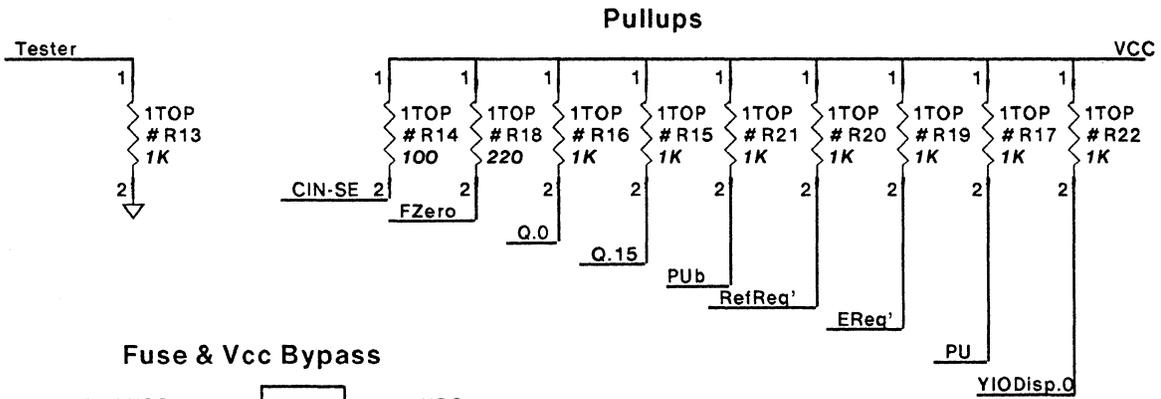 Pullups
Tester VCC
1 1 1 1 1 1 1 1 1 1
1TOP 1TOP 1TOP 1TOP 1TOP 1TOP 1TOP 1TOP 1TOP 1TOP
#R13 #R14 #R18 #R16 #R15 #R21 #R20 #R19 #R17 #R22
1K 100 220 1K 1K 1K 1K 1K 1K 1K
2 CIN-SE 2 2 2 2 2 2 2 2 2
FZero
Q.0
Q.15
PUb
RefReq'
EReq'
PU
Fuse & Vcc Bypass
YIODisp.0